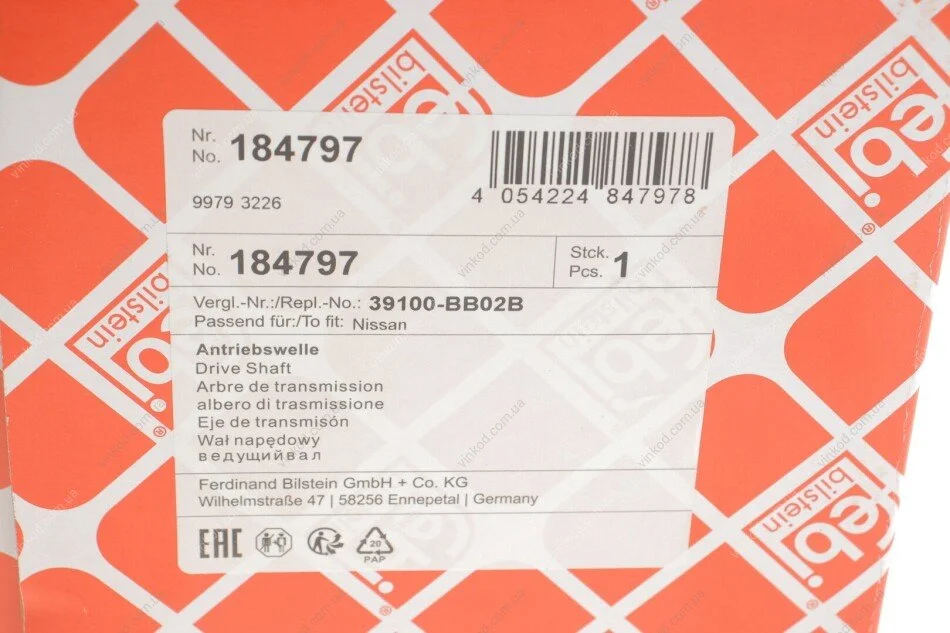 Nr.
No. 184797
4 054224 847978
9979 3226
Nr.
No. 184797
Stck.
Pcs. 1
Vergl.-Nr.:/Repl.-No.: 39100-BB02B
Passend für:/To fit: Nissan
Antriebswelle
Drive Shaft
Arbre de transmission
albero di trasmissione
Eje de transmisón
Wał napędowy
ведущийвал
Ferdinand Bilstein GmbH + Co. KG
Wilhelmstraße 47 | 58256 Ennepetal | Germany
EAC
20
PAP
febi
bilstein
febi
bilstein
febi
bilstein
febi
bilstein
vinkod.com.ua